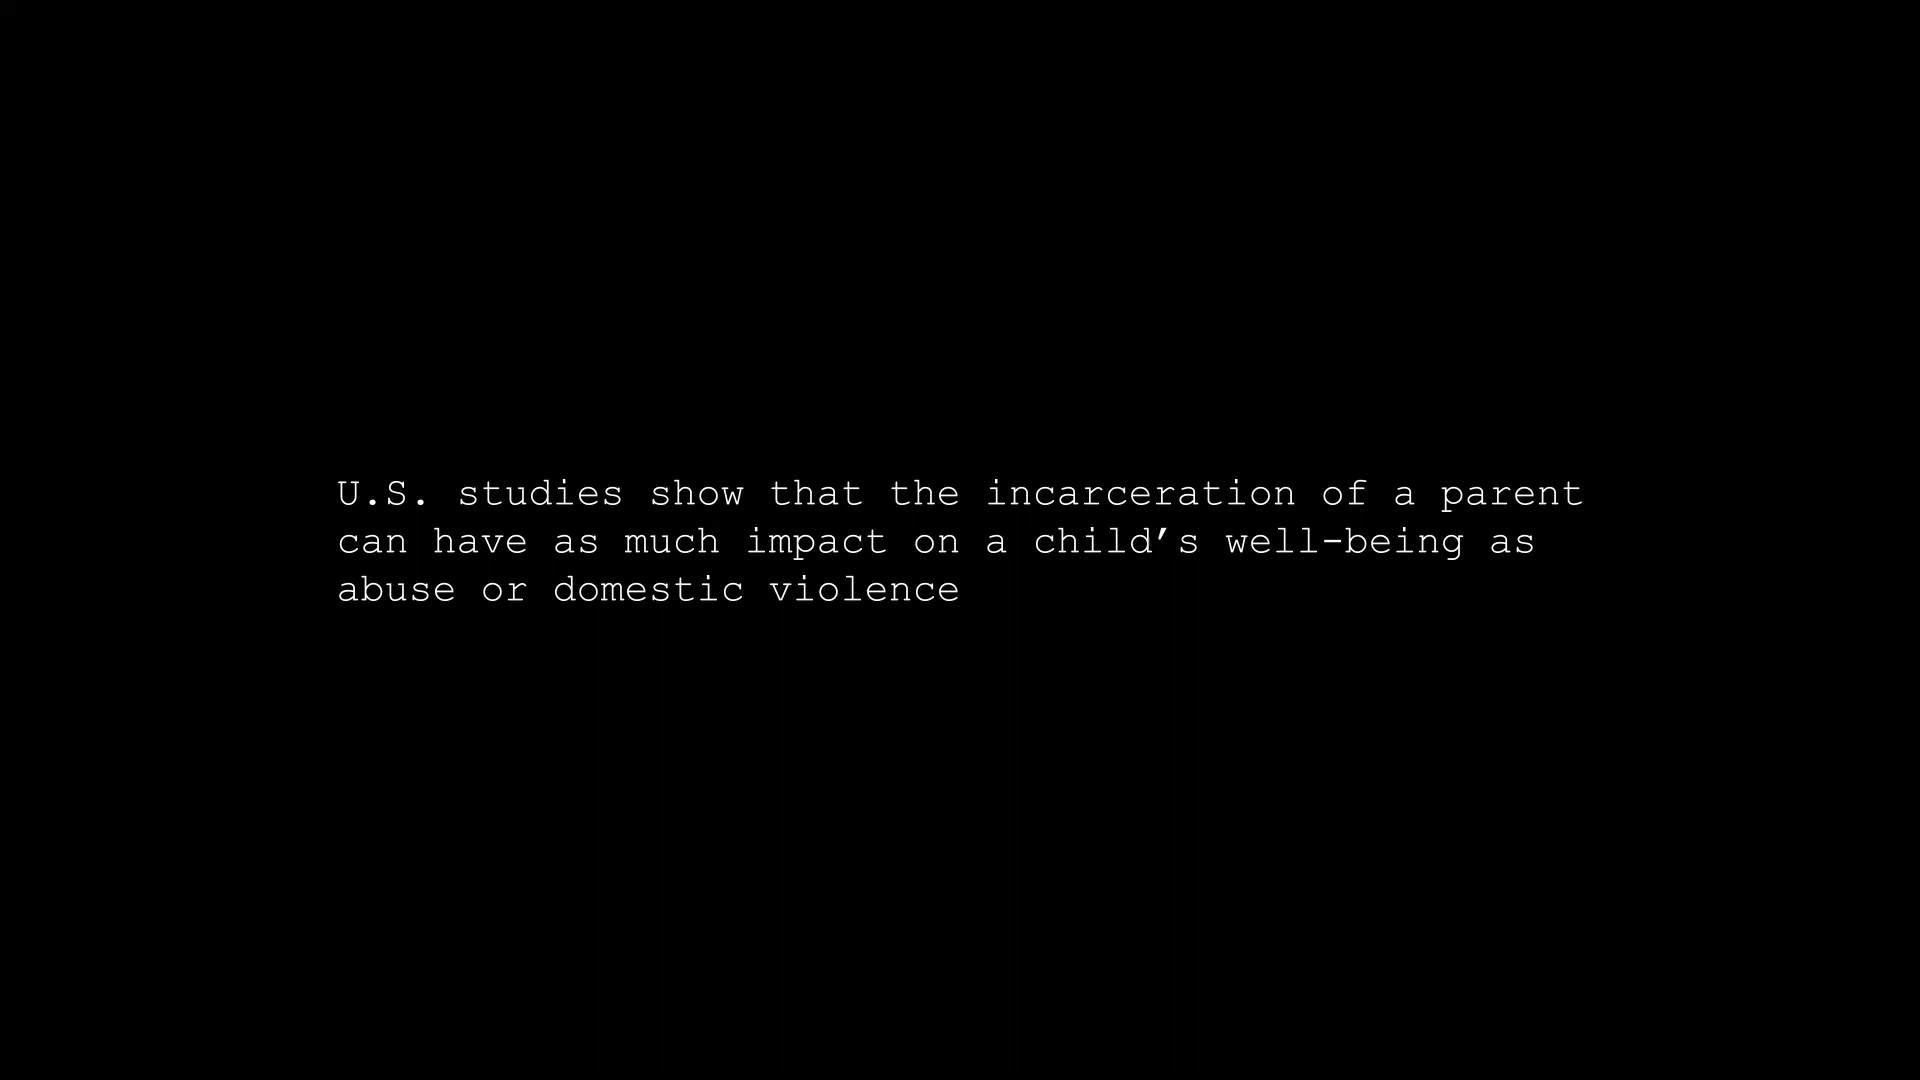 U.S. studies show that the incarceration of a parent
can have as much impact on a child’s well-being as
abuse or domestic violence